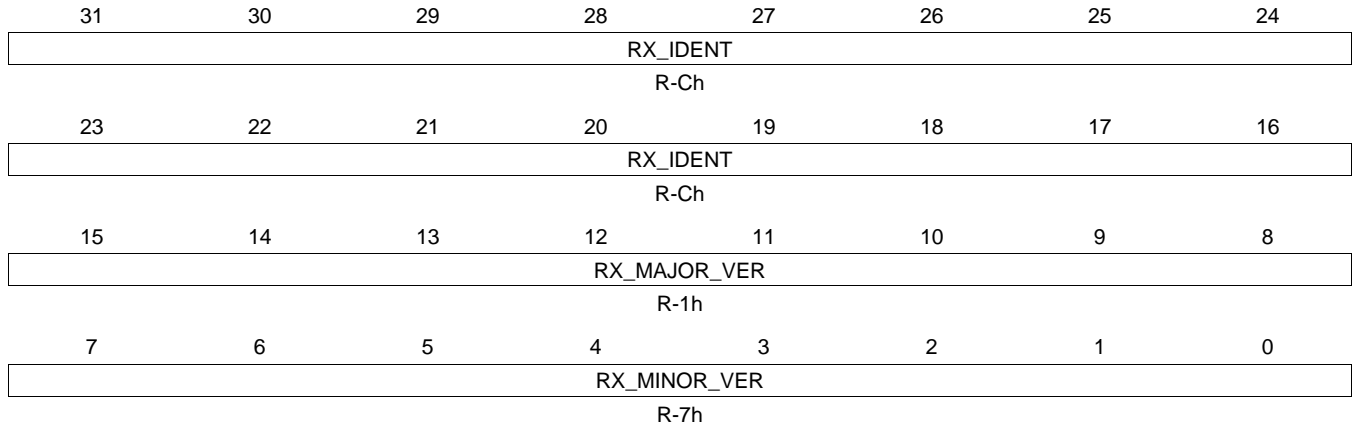 31 30 29 28 27 26 25 24
RX_IDENT
R-Ch
23 22 21 20 19 18 17 16
RX_IDENT
R-Ch
15 14 13 12 11 10 9 8
RX_MAJOR_VER
R-1h
7 6 5 4 3 2 1 0
RX_MINOR_VER
R-7h